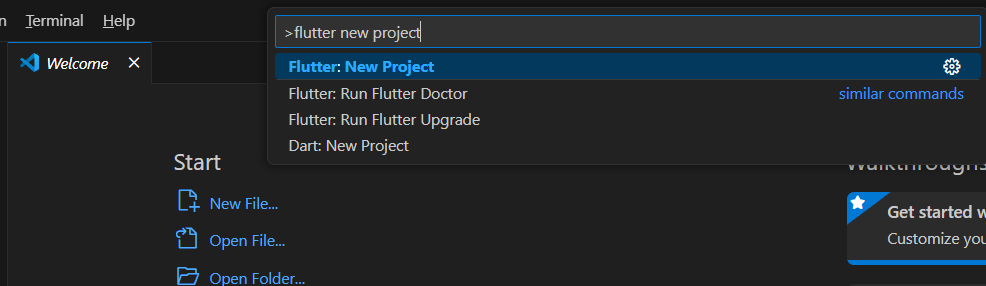 n Terminal Help
>flutter new project
Welcome
Flutter: New Project
Flutter: Run Flutter Doctor
similar commands
Flutter: Run Flutter Upgrade
Dart: New Project
Start
Walkthroughs
New File...
Open File...
Open Folder...
Get started w
Customize you